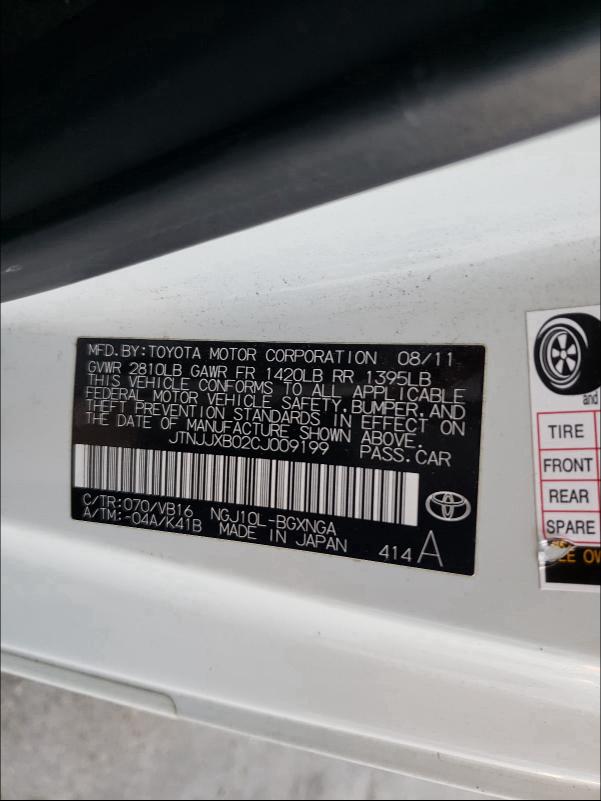 MFD.BY:TOYOTA MOTOR CORPORATION 08/11
GVWR 2810LB GAWR FR 1420LB RR 1395LB
THIS VEHICLE CONFORMS TO ALL APPLICABLE
FEDERAL MOTOR VEHICLE SAFETY,BUMPER,AND
THEFT PREVENTION STANDARDS IN EFFECT ON
THE DATE OF MANUFACTURE SHOWN ABOVE.
JTNJJXB02CJ009199 PASS.CAR
C/TR:070/VB16 NGJ10L-BGXNGA
A/TM:-04A/K41B MADE IN JAPAN
414A
and
TIRE
FRONT
REAR
SPARE